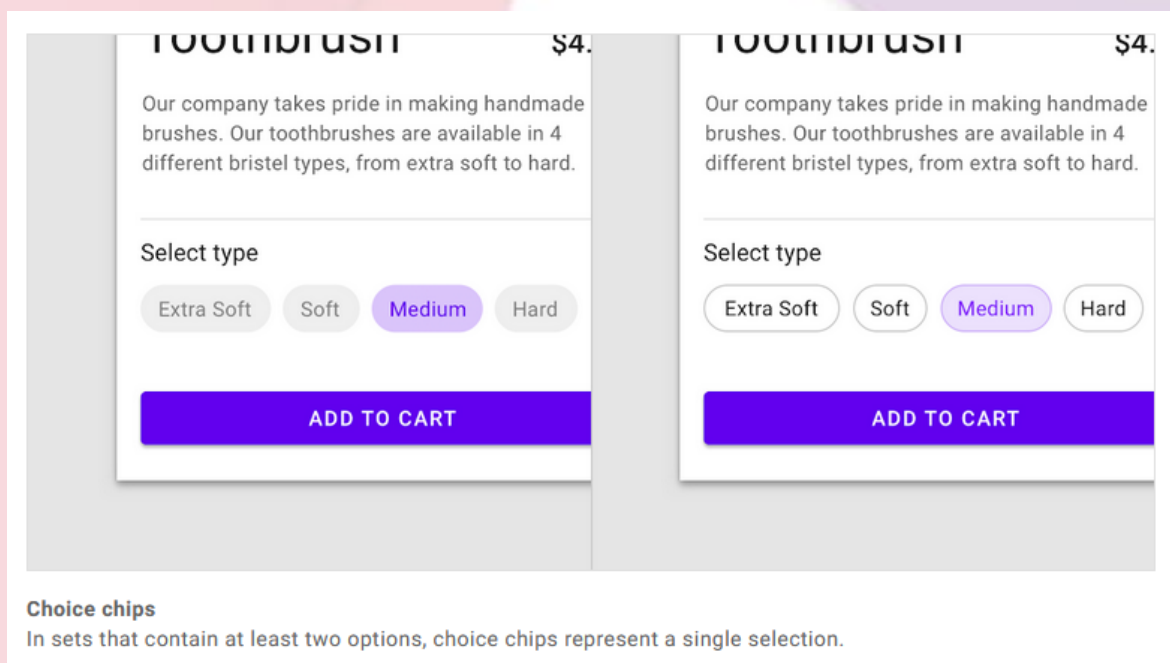 Toothbrush $4.
Our company takes pride in making handmade
brushes. Our toothbrushes are available in 4
different bristel types, from extra soft to hard.
Select type
Extra Soft Soft Medium Hard
ADD TO CART
Toothbrush $4.
Our company takes pride in making handmade
brushes. Our toothbrushes are available in 4
different bristel types, from extra soft to hard.
Select type
Extra Soft Soft Medium Hard
ADD TO CART
Choice chips
In sets that contain at least two options, choice chips represent a single selection.